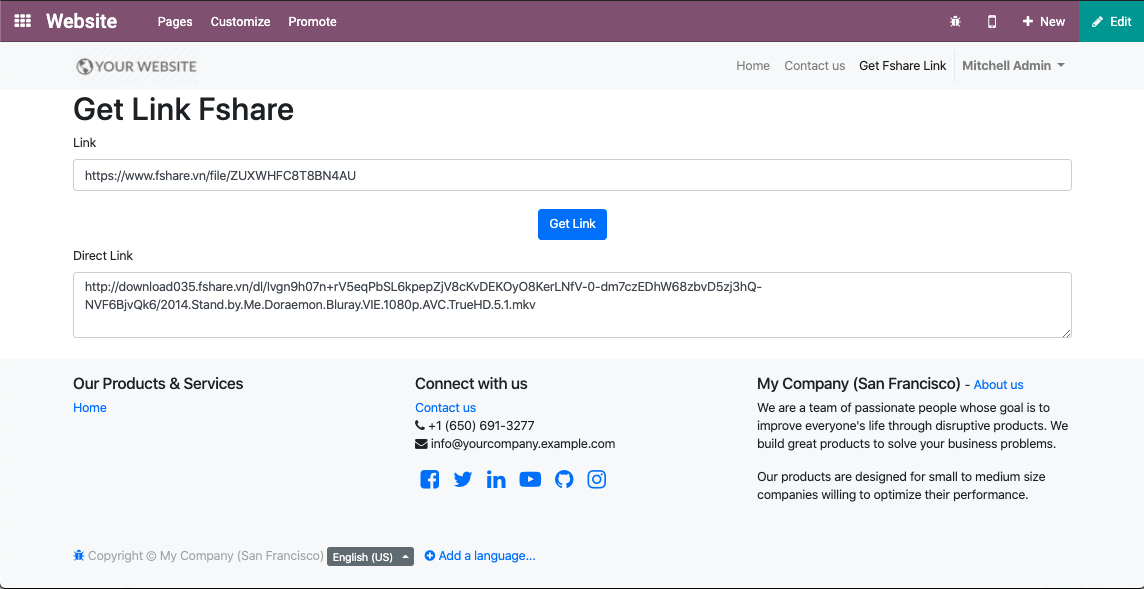 Website Pages Customize Promote New Edit
YOUR WEBSITE Home Contact us Get Fshare Link Mitchell Admin
Get Link Fshare
Link
https://www.fshare.vn/file/ZUXWHFC8T8BN4AU
Get Link
Direct Link
http://download035.fshare.vn/dl/lvgn9h07n+rV5eqPbSL6kpepZjV8cKvDEKOyO8KerLNfV-0-dm7czEDhW68zbvD5zj3hQ-
NVF6BjvQk6/2014.Stand.by.Me.Doraemon.Bluray.VIE.1080p.AVC.TrueHD.5.1.mkv
Our Products & Services
Home
Connect with us
Contact us
+1 (650) 691-3277
info@yourcompany.example.com
My Company (San Francisco) - About us
We are a team of passionate people whose goal is to
improve everyone's life through disruptive products. We
build great products to solve your business problems.
Our products are designed for small to medium size
companies willing to optimize their performance.
Copyright © My Company (San Francisco) English (US) Add a language...